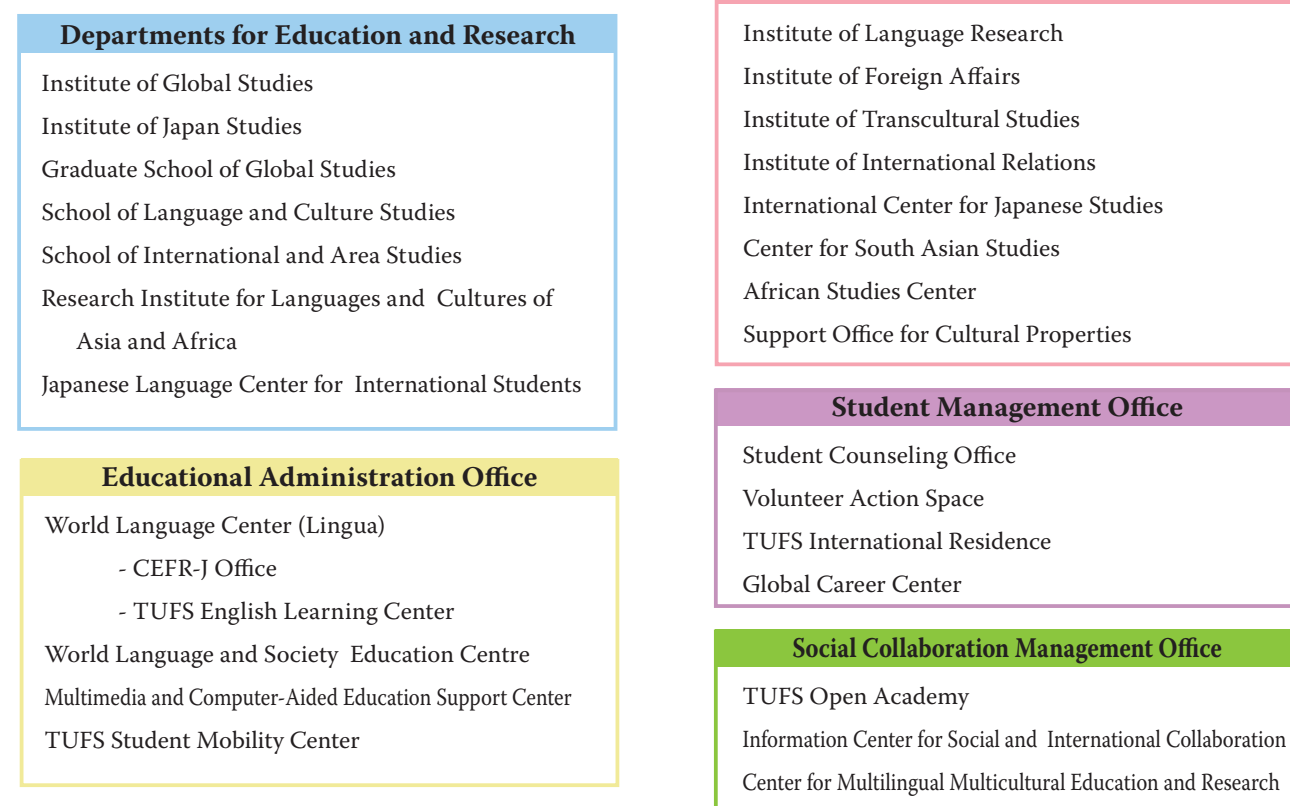 Departments for Education and Research
Institute of Global Studies
Institute of Japan Studies
Graduate School of Global Studies
School of Language and Culture Studies
School of International and Area Studies
Research Institute for Languages and Cultures of
Asia and Africa
Japanese Language Center for International Students
Educational Administration Office
World Language Center (Lingua)
- CEFR-J Office
- TUFS English Learning Center
World Language and Society Education Centre
Multimedia and Computer-Aided Education Support Center
TUFS Student Mobility Center
Institute of Language Research
Institute of Foreign Affairs
Institute of Transcultural Studies
Institute of International Relations
International Center for Japanese Studies
Center for South Asian Studies
African Studies Center
Support Office for Cultural Properties
Student Management Office
Student Counseling Office
Volunteer Action Space
TUFS International Residence
Global Career Center
Social Collaboration Management Office
TUFS Open Academy
Information Center for Social and International Collaboration
Center for Multilingual Multicultural Education and Research